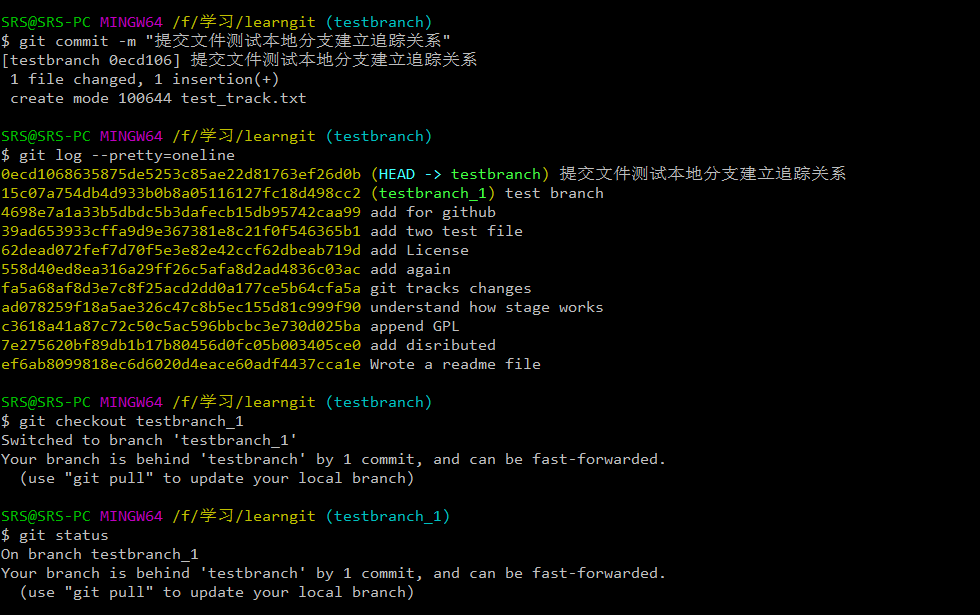 SRS@SRS-PC MINGW64 /f/学习/learngit (testbranch)
$ git commit -m "提交文件测试本地分支建立追踪关系"
[testbranch 0ecd106] 提交文件测试本地分支建立追踪关系
 1 file changed, 1 insertion(+)
 create mode 100644 test_track.txt
SRS@SRS-PC MINGW64 /f/学习/learngit (testbranch)
$ git log --pretty=oneline
0ecd1068635875de5253c85ae22d81763ef26d0b (HEAD -> testbranch) 提交文件测试本地分支建立追踪关系
15c07a754db4d933b0b8a05116127fc18d498cc2 (testbranch_1) test branch
4698e7a1a33b5dbdc5b3dafecb15db95742caa99 add for github
39ad653933cffa9d9e367381e8c21f0f546365b1 add two test file
62dead072fef7d70f5e3e82e42ccf62dbeab719d add License
558d40ed8ea316a29ff26c5afa8d2ad4836c03ac add again
fa5a68af8d3e7c8f25acd2dd0a177ce5b64cfa5a git tracks changes
ad078259f18a5ae326c47c8b5ec155d81c999f90 understand how stage works
c3618a41a87c72c50c5ac596bbcbc3e730d025ba append GPL
7e275620bf89db1b17b80456d0fc05b003405ce0 add disributed
ef6ab8099818ec6d6020d4eace60adf4437cca1e Wrote a readme file
SRS@SRS-PC MINGW64 /f/学习/learngit (testbranch)
$ git checkout testbranch_1
Switched to branch 'testbranch_1'
Your branch is behind 'testbranch' by 1 commit, and can be fast-forwarded.
  (use "git pull" to update your local branch)
SRS@SRS-PC MINGW64 /f/学习/learngit (testbranch_1)
$ git status
On branch testbranch_1
Your branch is behind 'testbranch' by 1 commit, and can be fast-forwarded.
  (use "git pull" to update your local branch)